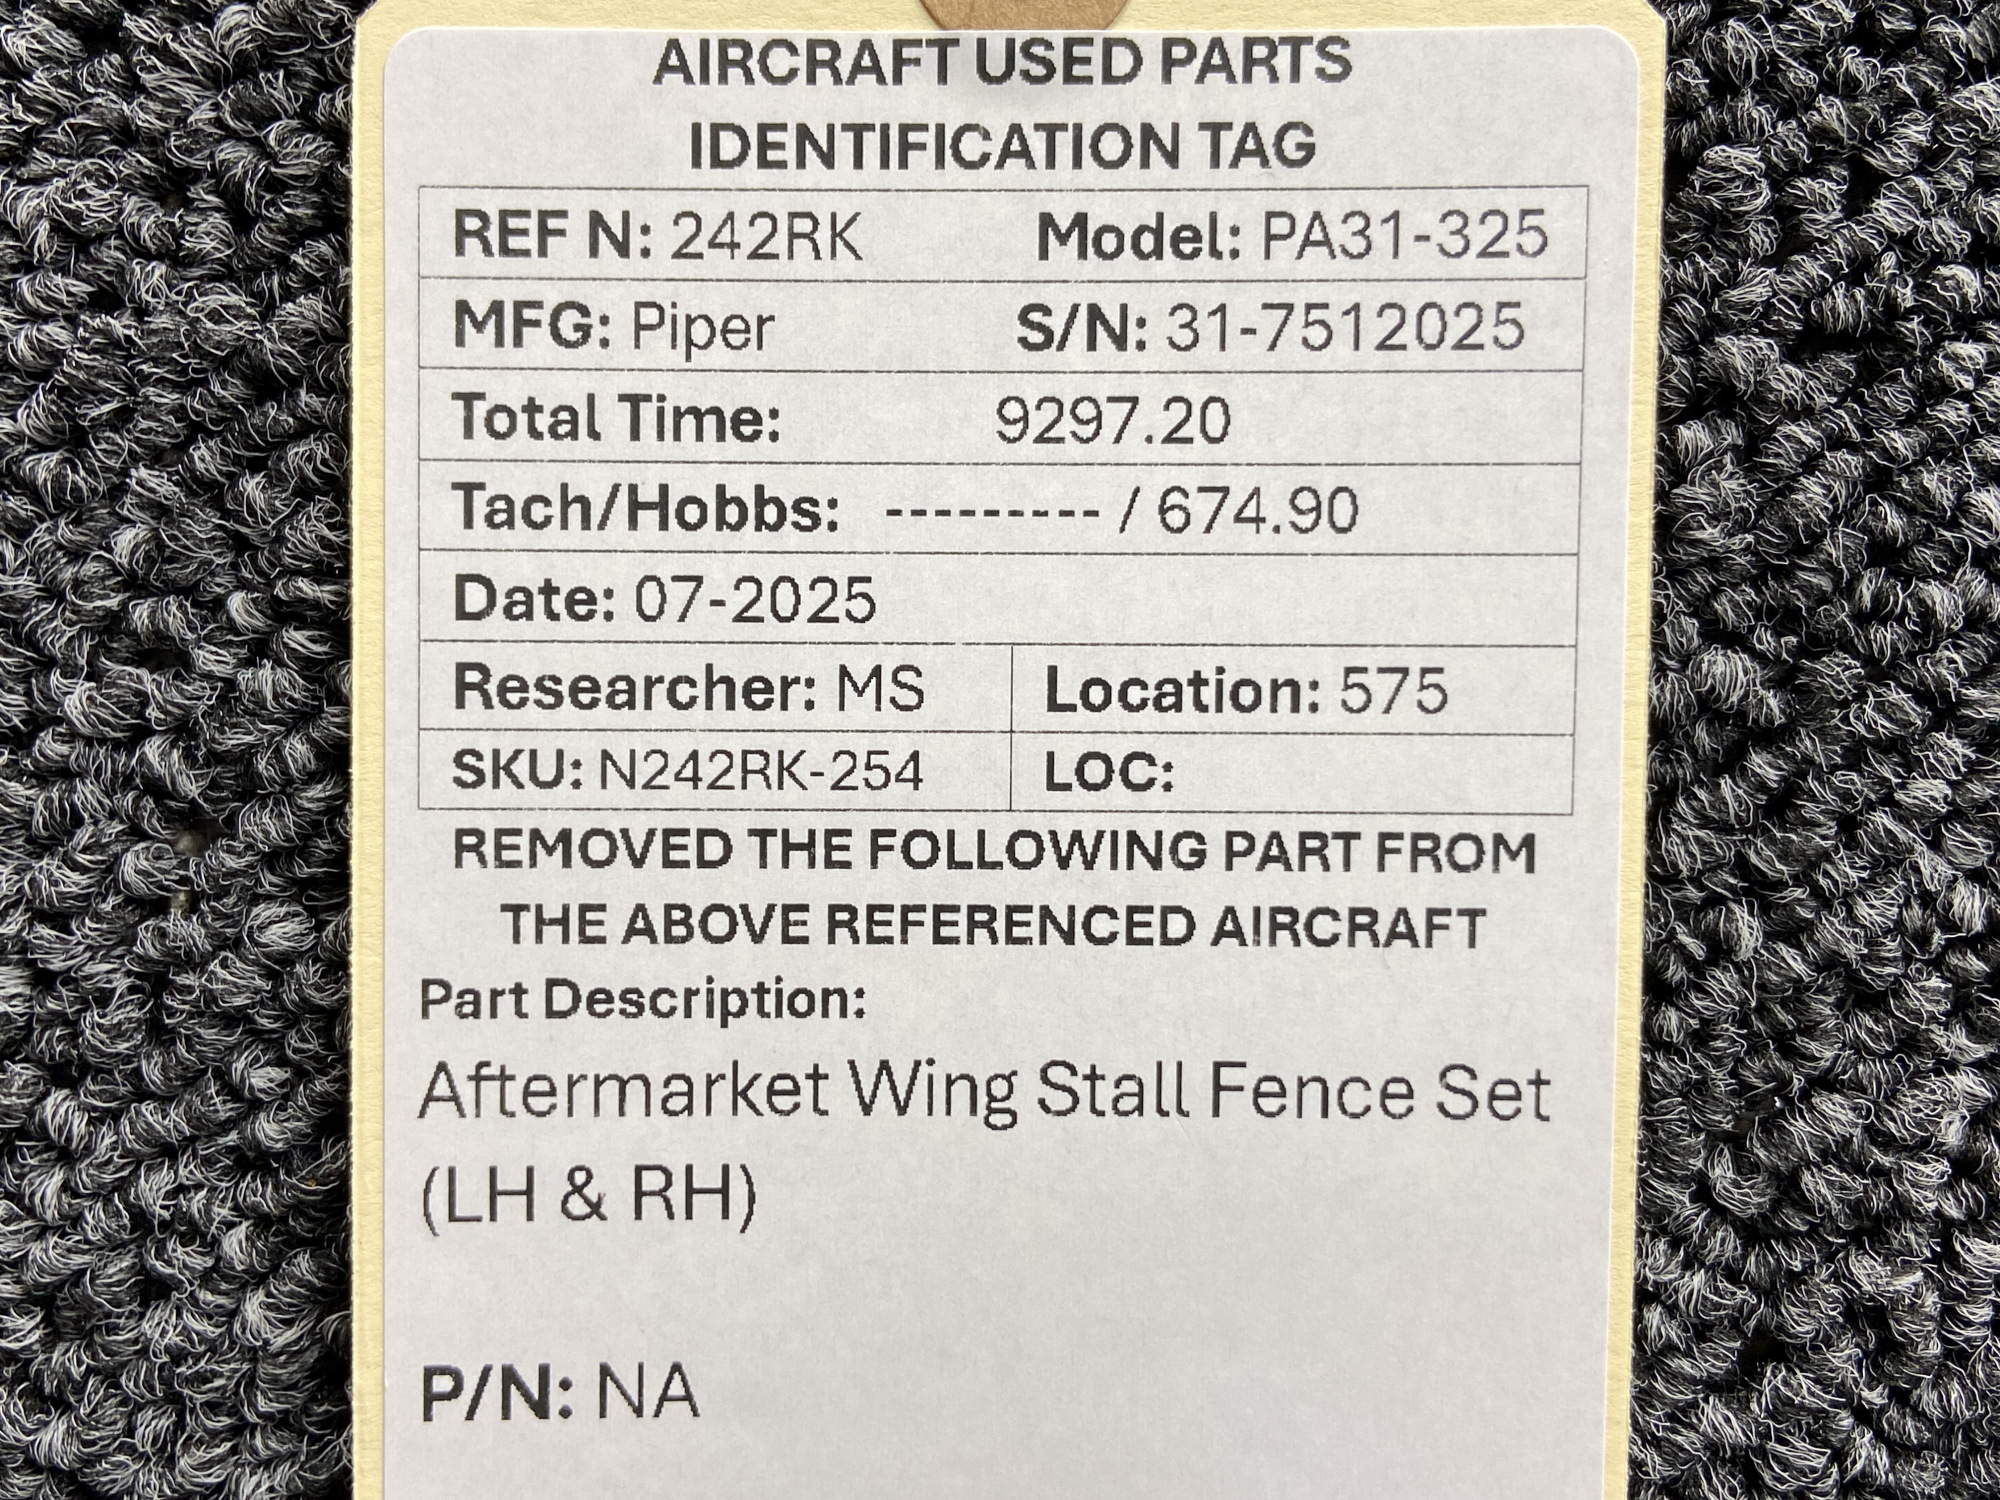 AIRCRAFT USED PARTS
IDENTIFICATION TAG
REF N: 242RK Model: PA31-325
MFG: Piper S/N: 31-7512025
Total Time: 9297.20
Tach/Hobbs: --------- / 674.90
Date: 07-2025
Researcher: MS Location: 575
SKU: N242RK-254 LOC:
REMOVED THE FOLLOWING PART FROM
THE ABOVE REFERENCED AIRCRAFT
Part Description:
Aftermarket Wing Stall Fence Set
(LH & RH)
P/N: NA